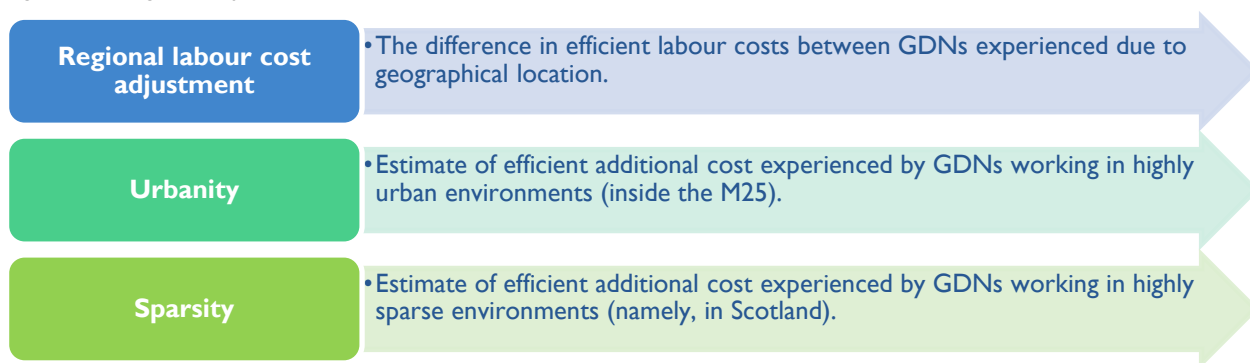 Regional labour cost
adjustment
•The difference in efficient labour costs between GDNs experienced due to
geographical location.
Urbanity
•Estimate of efficient additional cost experienced by GDNs working in highly
urban environments (inside the M25).
Sparsity
•Estimate of efficient additional cost experienced by GDNs working in highly
sparse environments (namely, in Scotland).